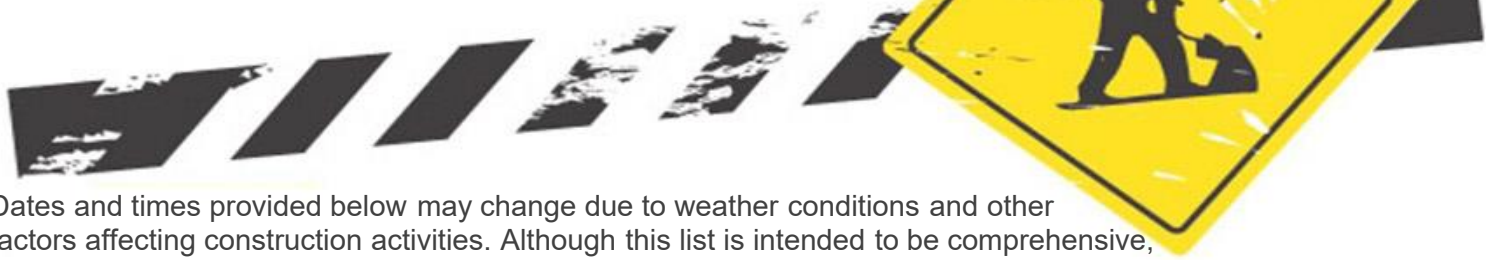 Dates and times provided below may change due to weather conditions and other
actors affecting construction activities. Although this list is intended to be comprehensive,